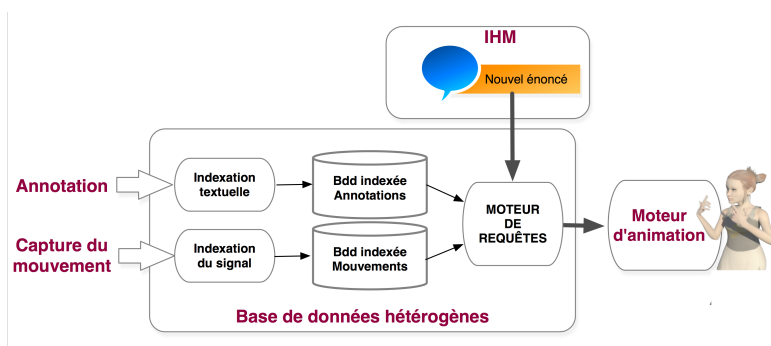 IHM
Nouvel énoncé
Annotation
Indexation
textuelle
Bdd indexée
Annotations
Capture du
mouvement
Indexation
du signal
Bdd indexée
Mouvements
MOTEUR
DE
REQUÊTES
Moteur
d'animation
Base de données hétérogènes